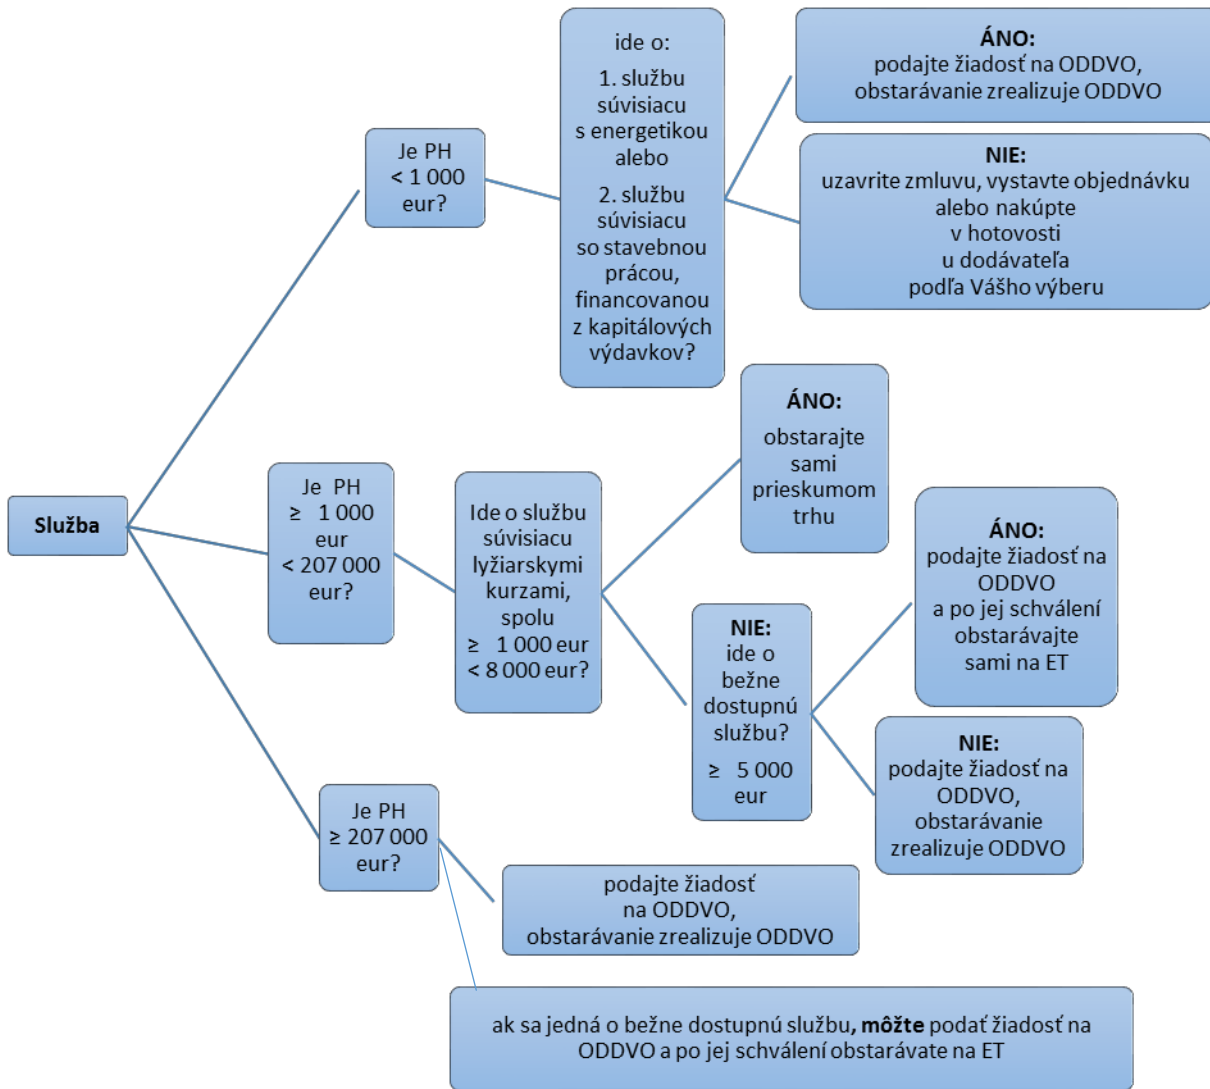 Služba
Je PH
< 1 000
eur?
ide o:
1. službu
súvisiacu
s energetikou
alebo
2. službu
súvisiacu
so stavebnou
prácou,
financovanou
z kapitálových
výdavkov?
ÁNO:
podajte žiadosť na ODDVO,
obstarávanie zrealizuje ODDVO
NIE:
uzavrite zmluvu, vystavte objednávku
alebo nakúpte
v hotovosti
u dodávateľa
podľa Vášho výberu
Je PH
≥ 1 000
eur
< 207 000
eur?
Ide o službu
súvisiacu
lyžiarskymi
kurzami,
spolu
≥ 1 000 eur
< 8 000 eur?
ÁNO:
obstarajte
sami
prieskumom
trhu
NIE:
ide o
bežne
dostupnú
službu?
≥ 5 000
eur
ÁNO:
podajte žiadosť na
ODDVO
a po jej schválení
obstarávajte
sami na ET
NIE:
podajte žiadosť na
ODDVO,
obstarávanie
zrealizuje ODDVO
Je PH
≥ 207 000
eur?
podajte žiadosť
na ODDVO,
obstarávanie zrealizuje ODDVO
ak sa jedná o bežne dostupnú službu, môžte podať žiadosť na
ODDVO a po jej schválení obstarávate na ET